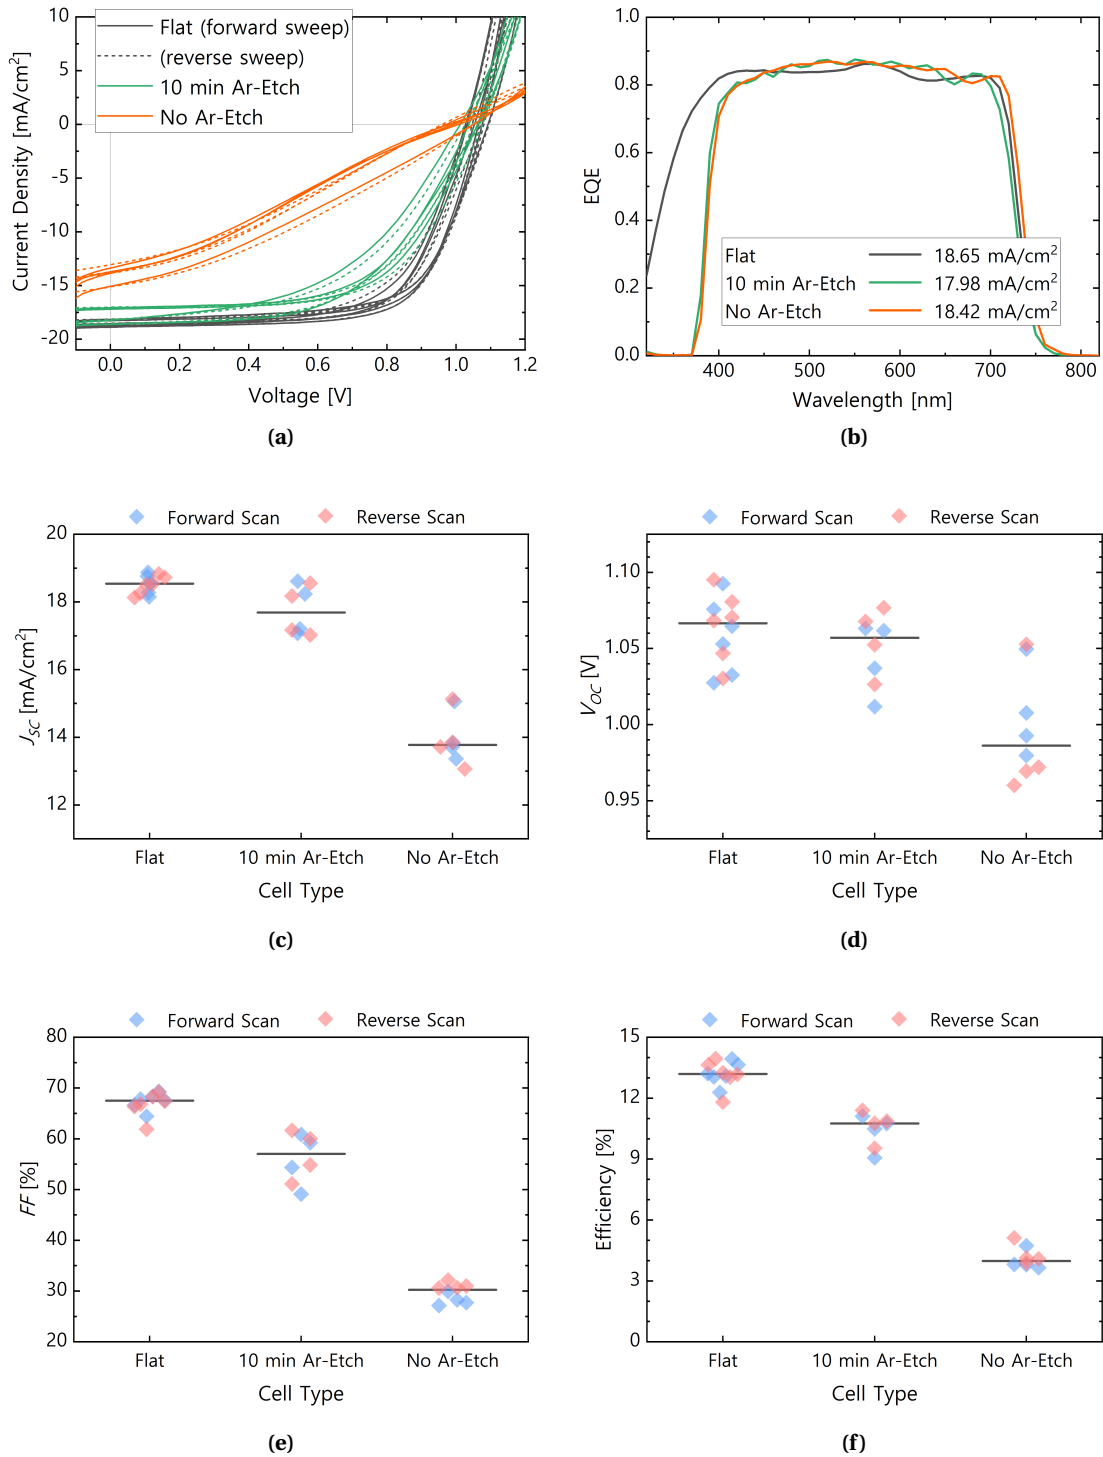 10
5
0
-5
-10
-15
-20
Current Density [mA/cm²]
Flat (forward sweep)
(reverse sweep)
10 min Ar-Etch
No Ar-Etch
0.0 0.2 0.4 0.6 0.8 1.0 1.2
Voltage [V]
(a)
1.0
0.8
0.6
0.4
0.2
0.0
EQE
Flat 18.65 mA/cm²
10 min Ar-Etch 17.98 mA/cm²
No Ar-Etch 18.42 mA/cm²
400 500 600 700 800
Wavelength [nm]
(b)
Forward Scan Reverse Scan
20
18
16
14
12
J_SC [mA/cm²]
Flat 10 min Ar-Etch No Ar-Etch
Cell Type
(c)
Forward Scan Reverse Scan
1.10
1.05
1.00
0.95
V_OC [V]
Flat 10 min Ar-Etch No Ar-Etch
Cell Type
(d)
Forward Scan Reverse Scan
80
70
60
50
40
30
20
FF [%]
Flat 10 min Ar-Etch No Ar-Etch
Cell Type
(e)
Forward Scan Reverse Scan
15
12
9
6
3
0
Efficiency [%]
Flat 10 min Ar-Etch No Ar-Etch
Cell Type
(f)